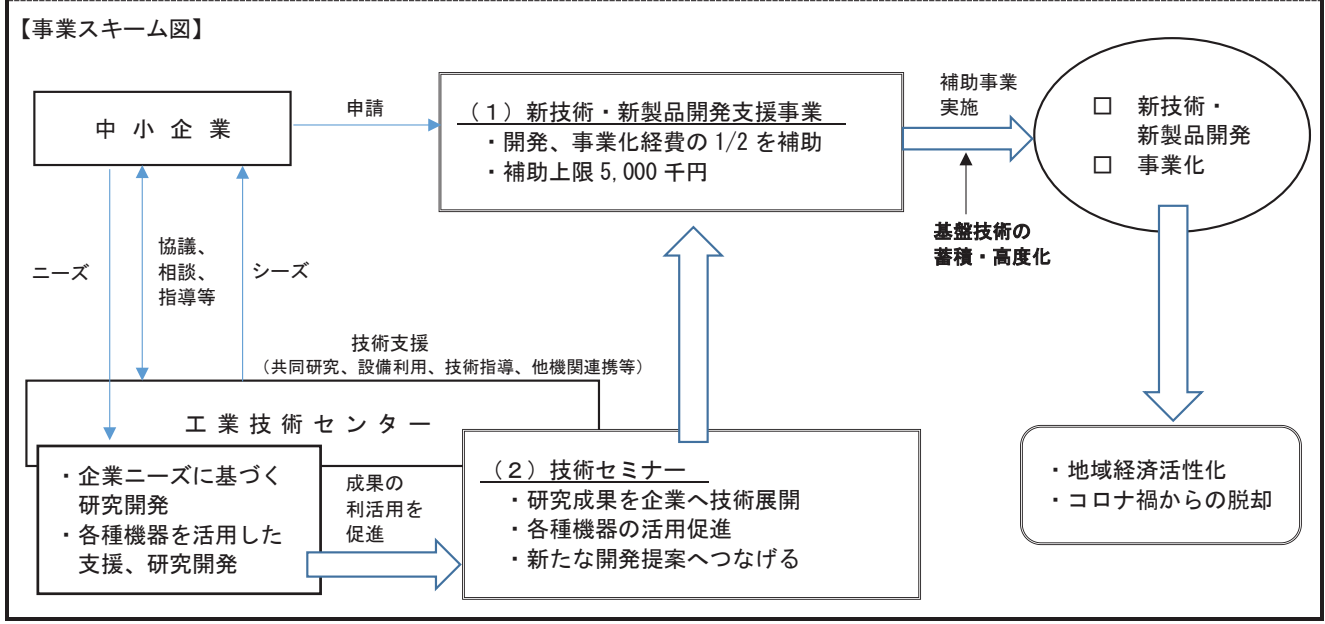 【事業スキーム図】
中小企業
申請
（１）新技術・新製品開発支援事業
・開発、事業化経費の 1/2 を補助
・補助上限 5,000 千円
補助事業
実施
□ 新技術・
新製品開発
□ 事業化
基盤技術の
蓄積・高度化
ニーズ
協議、
相談、
指導等
シーズ
技術支援
（共同研究、設備利用、技術指導、他機関連携等）
工業技術センター
・企業ニーズに基づく
研究開発
・各種機器を活用した
支援、研究開発
成果の
利活用を
促進
（２）技術セミナー
・研究成果を企業へ技術展開
・各種機器の活用促進
・新たな開発提案へつなげる
・地域経済活性化
・コロナ禍からの脱却